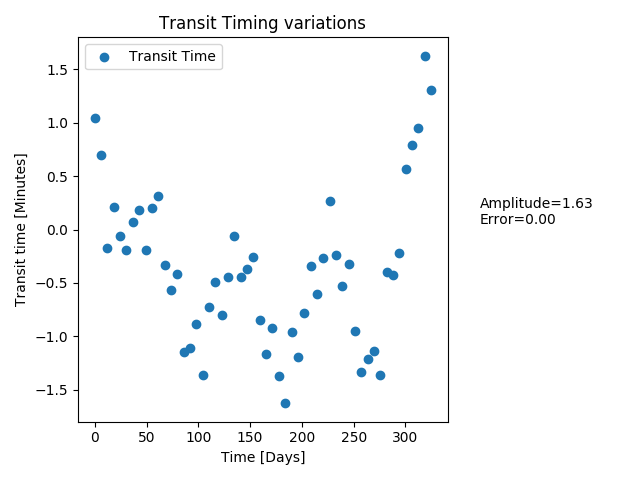 Transit Timing variations
Transit Time
Transit time [Minutes]
1.5
1.0
0.5
0.0
−0.5
−1.0
−1.5
0 50 100 150 200 250 300
Time [Days]
Amplitude=1.63
Error=0.00